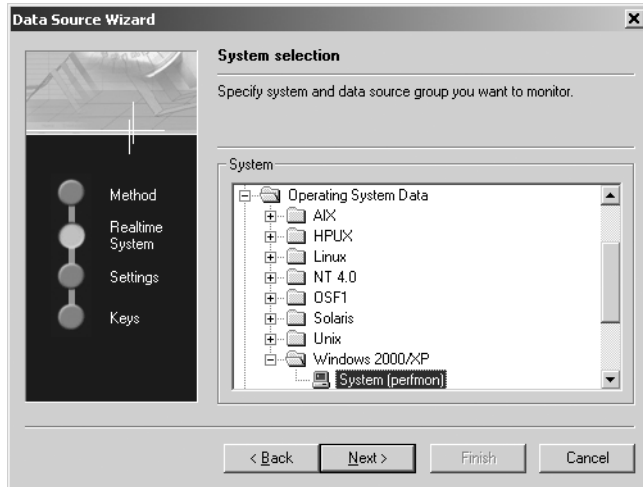 Data Source Wizard
System selection
Specify system and data source group you want to monitor.
Method
Realtime
System
Settings
Keys
System
Operating System Data
AIX
HPUX
Linux
NT 4.0
OSF1
Solaris
Unix
Windows 2000/XP
System (perfmon)
< Back
Next >
Finish
Cancel